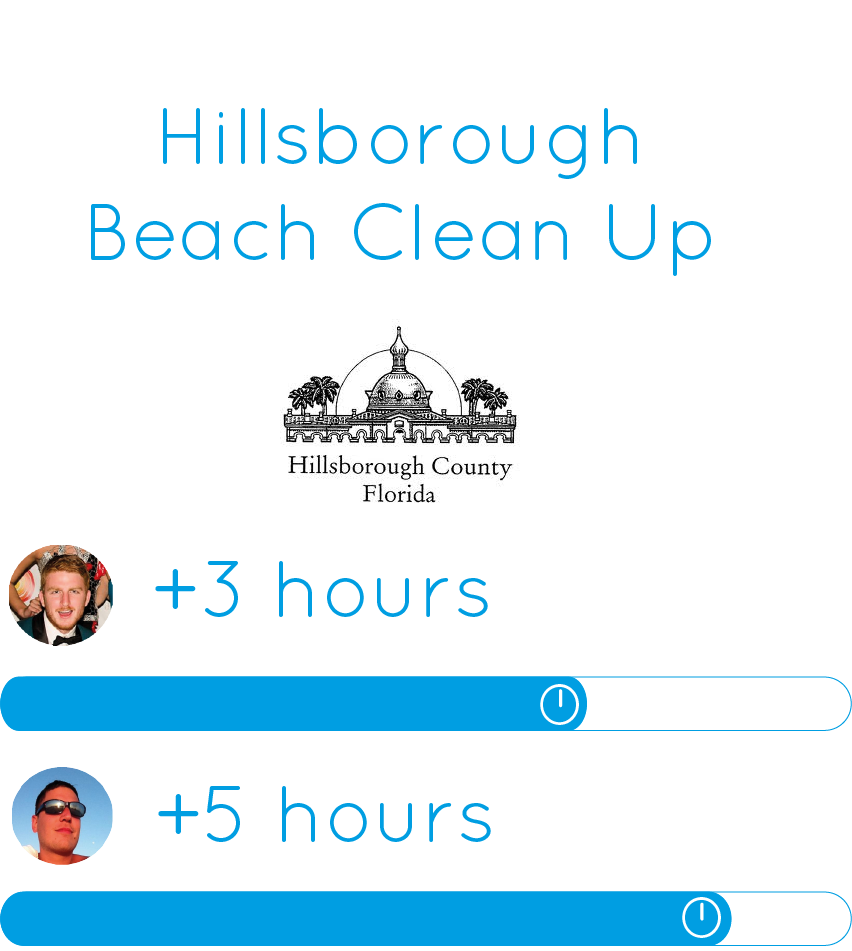 Hillsborough
Beach Clean Up
Hillsborough County
Florida
+3 hours
+5 hours